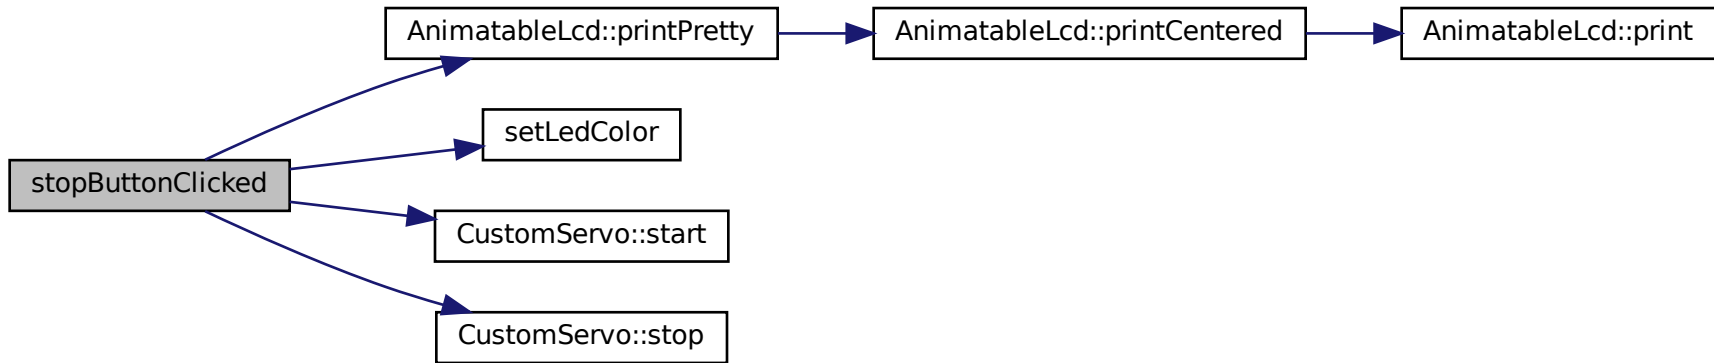 AnimatableLcd::printPretty
AnimatableLcd::printCentered
AnimatableLcd::print
setLedColor
stopButtonClicked
CustomServo::start
CustomServo::stop